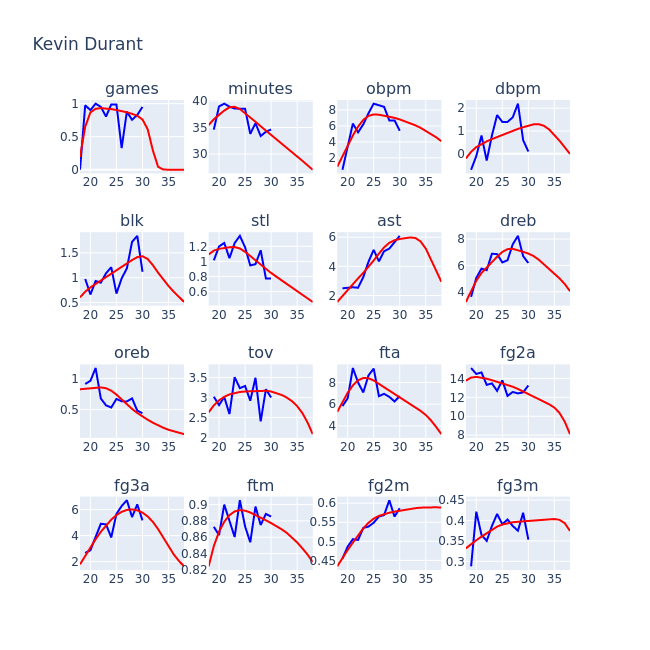 Kevin Durant
games minutes obpm dbpm
1 0.5 0 20 25 30 35
40 35 30 20 25 30 35
8 6 4 2 20 25 30 35
2 1 0 20 25 30 35
blk stl ast dreb
1.5 1 0.5 20 25 30 35
1.2 1 0.8 0.6 20 25 30 35
6 4 2 20 25 30 35
8 6 4 20 25 30 35
oreb tov fta fg2a
1 0.5 20 25 30 35
3.5 3 2.5 2 20 25 30 35
8 6 4 20 25 30 35
14 12 10 8 20 25 30 35
fg3a ftm fg2m fg3m
6 4 2 20 25 30 35
0.9 0.88 0.86 0.84 0.82 20 25 30 35
0.6 0.55 0.5 0.45 20 25 30 35
0.45 0.4 0.35 0.3 20 25 30 35